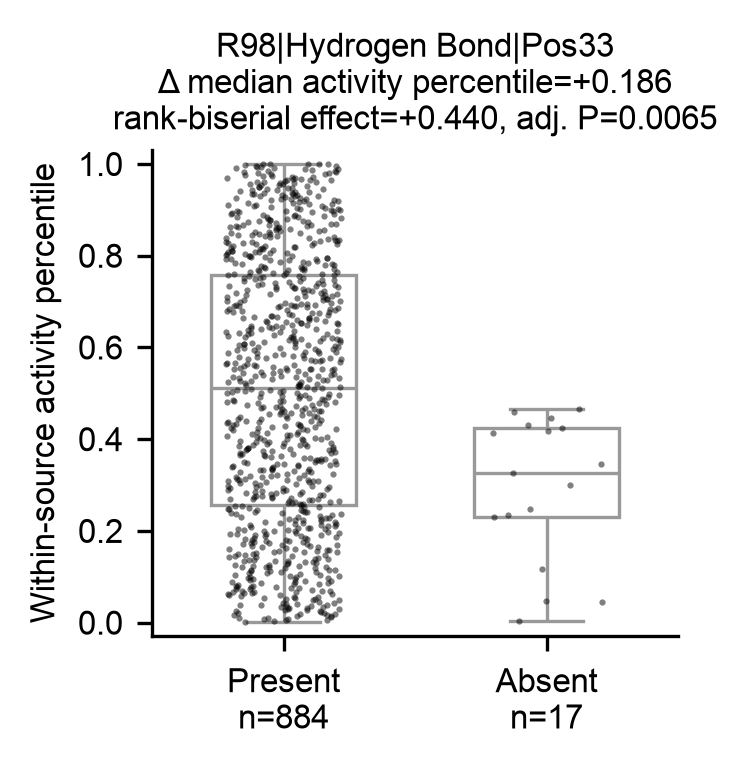 R98|Hydrogen Bond|Pos33
Δ median activity percentile=+0.186
rank-biserial effect=+0.440, adj. P=0.0065
Within-source activity percentile
1.0
0.8
0.6
0.4
0.2
0.0
Present
n=884
Absent
n=17